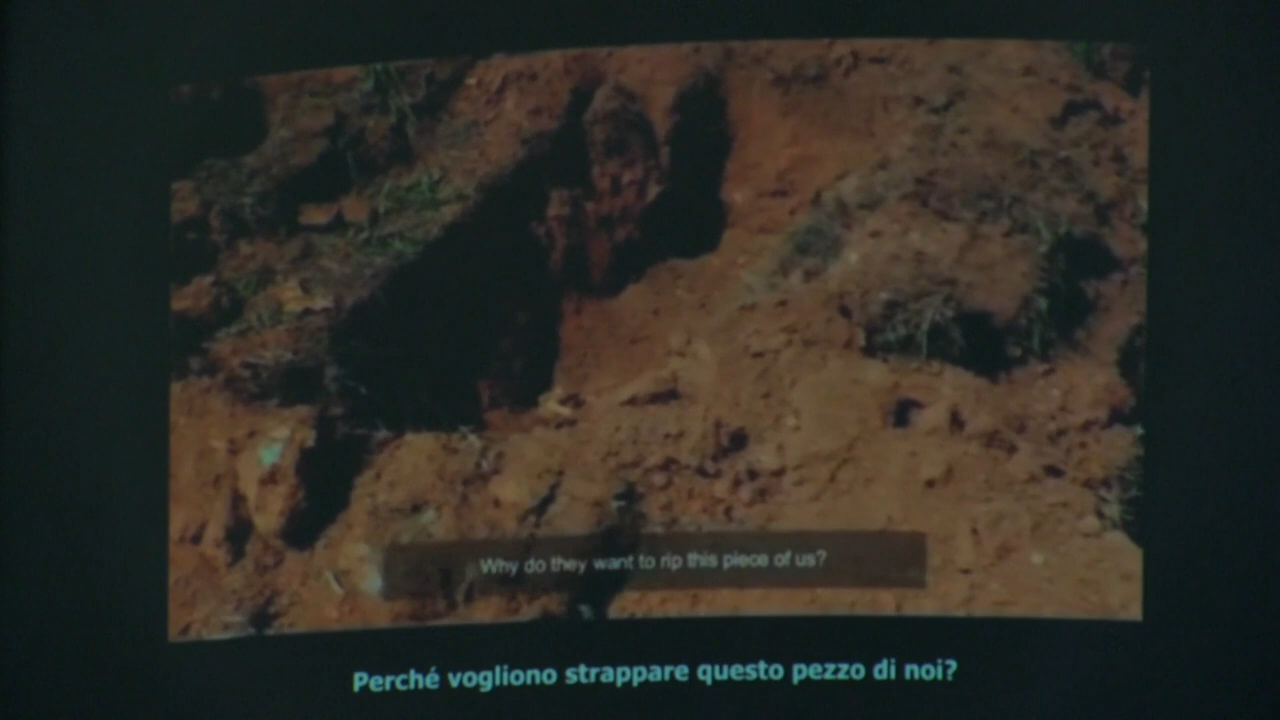 Why do they want to rip this piece of us?
Perché vogliono strappare questo pezzo di noi?